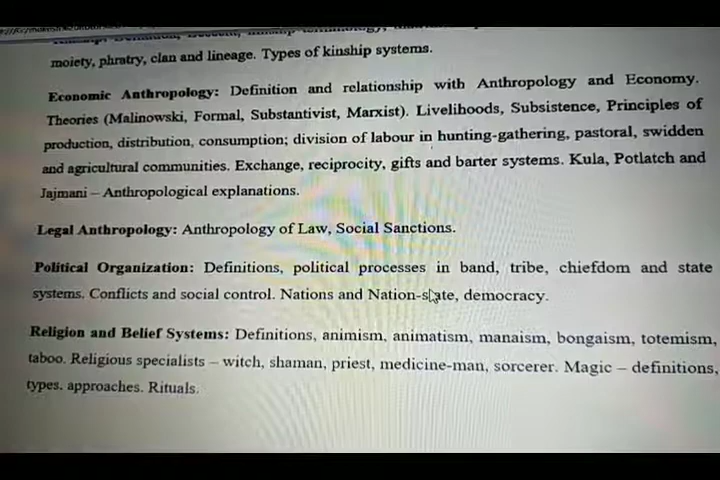 moiety, phratry, clan and lineage. Types of kinship systems.
Economic Anthropology: Definition and relationship with Anthropology and Economy.
Theories (Malinowski, Formal, Substantivist, Marxist). Livelihoods, Subsistence, Principles of
production, distribution, consumption; division of labour in hunting-gathering, pastoral, swidden
and agricultural communities. Exchange, reciprocity, gifts and barter systems. Kula, Potlatch and
Jajmani – Anthropological explanations.
Legal Anthropology: Anthropology of Law, Social Sanctions.
Political Organization: Definitions, political processes in band, tribe, chiefdom and state
systems. Conflicts and social control. Nations and Nation-state, democracy.
Religion and Belief Systems: Definitions, animism, animatism, manaism, bongaism, totemism,
taboo. Religious specialists – witch, shaman, priest, medicine-man, sorcerer. Magic – definitions,
types, approaches. Rituals.